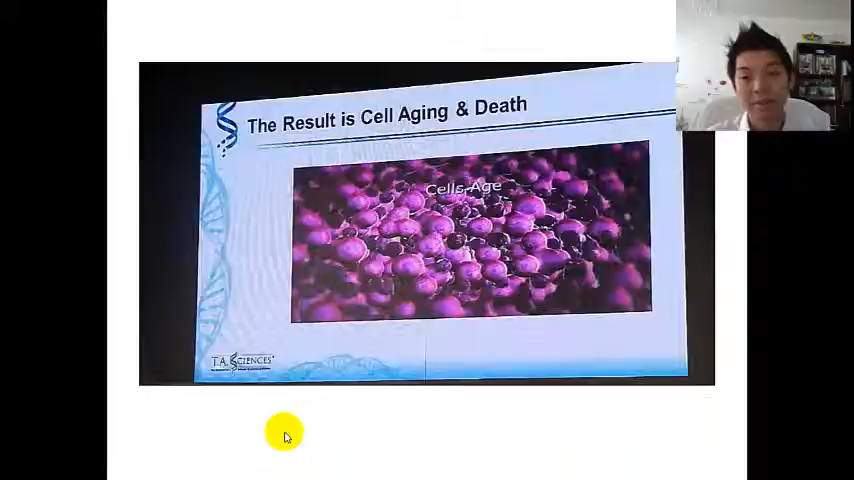 The Result is Cell Aging & Death
Cells Age
T.A. SCIENCES